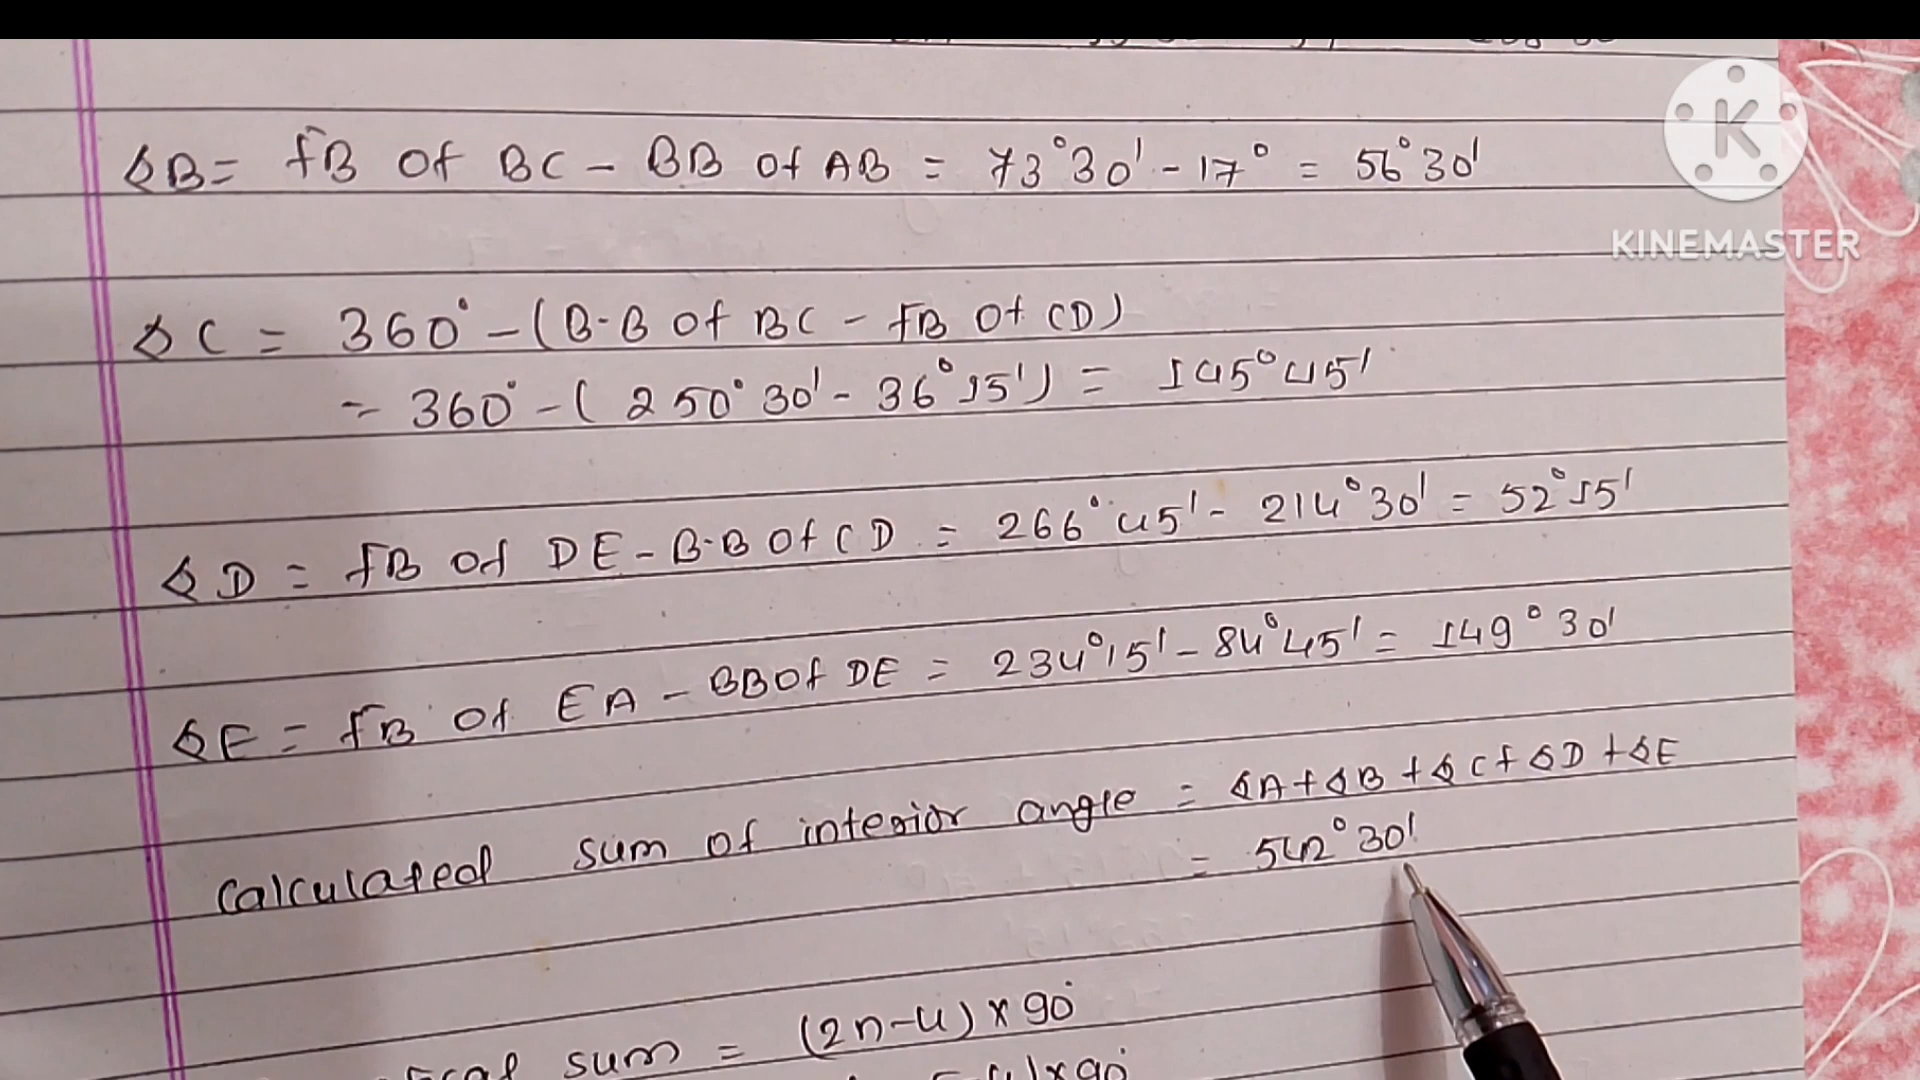 ∠B = FB of BC - BB of AB = 73°30' - 17° = 56°30'
KINEMASTER
∠C = 360° - (B.B of BC - FB of CD)
= 360° - (250°30' - 36°15') = 145°45'
∠D = FB of DE - B.B of CD = 266°45' - 214°30' = 52°15'
∠E = FB of EA - BB of DE = 234°15' - 84°45' = 149°30'
Calculated sum of interior angle = ∠A + ∠B + ∠C + ∠D + ∠E
= 542°30'
sum = (2n-4) x 90°
x 90°